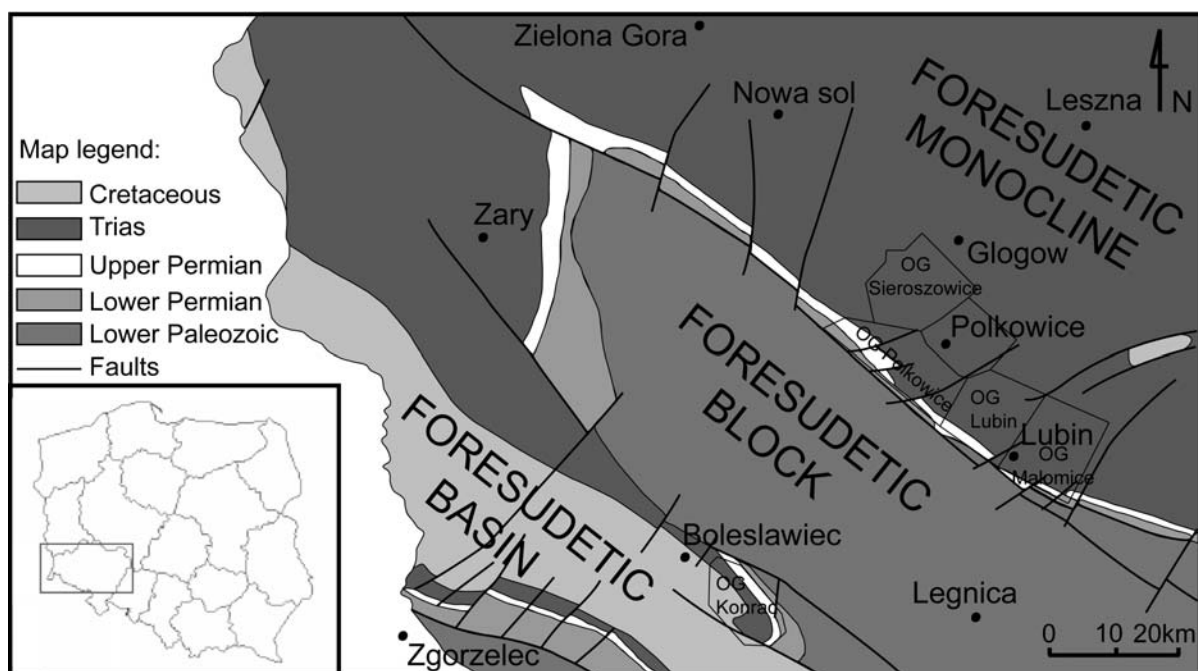 Zielona Gora
Nowa sol
Leszna
N
FORESUDETIC
MONOCLINE
Map legend:
Cretaceous
Trias
Upper Permian
Lower Permian
Lower Paleozoic
Faults
Zary
Glogow
OG
Sieroszowice
Polkowice
OG Polkowice
OG
Lubin
Lubin
OG
Malomice
FORESUDETIC
BLOCK
FORESUDETIC
BASIN
Boleslawiec
OG
Konrad
Legnica
Zgorzelec
0 10 20km